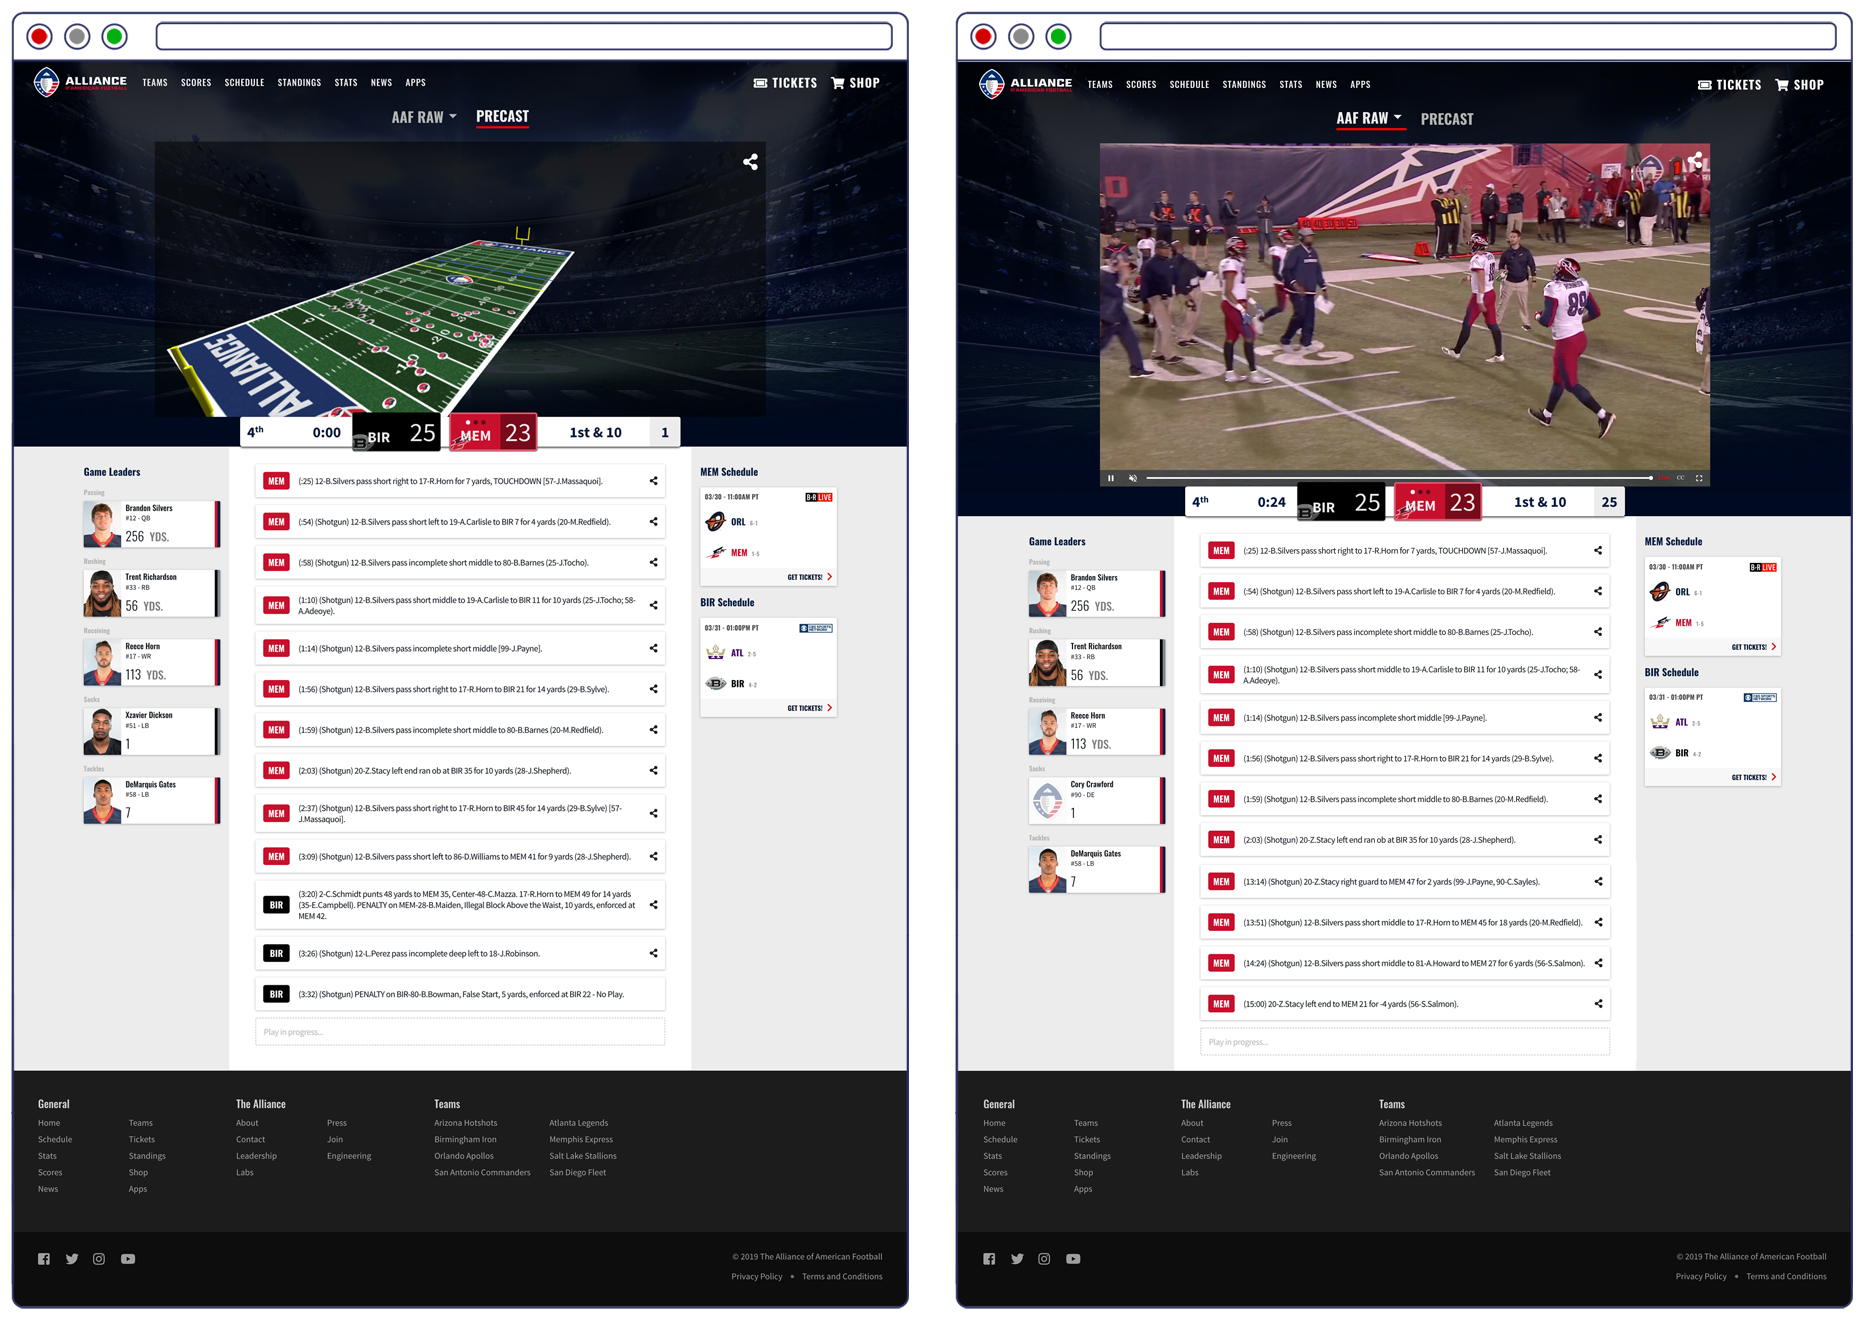 ALLIANCE
OF AMERICAN FOOTBALL
TEAMS SCORES SCHEDULE STANDINGS STATS NEWS APPS
TICKETS SHOP
AAF RAW PRECAST
ALLIANCE
ALLIANCE
4th 0:00 BIR 25 MEM 23 1st & 10 1
Game Leaders
Passing
Brandon Silvers
#12 - QB
256 YDS.
Rushing
Trent Richardson
#33 - RB
56 YDS.
Receiving
Reece Horn
#17 - WR
113 YDS.
Sacks
Xzavier Dickson
#51 - LB
1
Tackles
DeMarquis Gates
#58 - LB
7
MEM (:25) 12-B.Silvers pass short right to 17-R.Horn for 7 yards, TOUCHDOWN [57-J.Massaquoi].
MEM (:54) (Shotgun) 12-B.Silvers pass short left to 19-A.Carlisle to BIR 7 for 4 yards (20-M.Redfield).
MEM (:58) (Shotgun) 12-B.Silvers pass incomplete short middle to 80-B.Barnes (25-J.Tocho).
MEM (1:10) (Shotgun) 12-B.Silvers pass short middle to 19-A.Carlisle to BIR 11 for 10 yards (25-J.Tocho; 58-
A.Adeoye).
MEM (1:14) (Shotgun) 12-B.Silvers pass incomplete short middle [99-J.Payne].
MEM (1:56) (Shotgun) 12-B.Silvers pass short right to 17-R.Horn to BIR 21 for 14 yards (29-B.Sylve).
MEM (1:59) (Shotgun) 12-B.Silvers pass incomplete short middle to 80-B.Barnes (20-M.Redfield).
MEM (2:03) (Shotgun) 20-Z.Stacy left end ran ob at BIR 35 for 10 yards (28-J.Shepherd).
MEM (2:37) (Shotgun) 12-B.Silvers pass short right to 17-R.Horn to BIR 45 for 14 yards (29-B.Sylve) [57-
J.Massaquoi].
MEM (3:09) (Shotgun) 12-B.Silvers pass short left to 86-D.Williams to MEM 41 for 9 yards (28-J.Shepherd).
BIR (3:20) 2-C.Schmidt punts 48 yards to MEM 35, Center-48-C.Mazza. 17-R.Horn to MEM 49 for 14 yards
(35-E.Campbell). PENALTY on MEM-28-B.Maiden, Illegal Block Above the Waist, 10 yards, enforced at
MEM 42.
BIR (3:26) (Shotgun) 12-L.Perez pass incomplete deep left to 18-J.Robinson.
BIR (3:32) (Shotgun) PENALTY on BIR-80-B.Bowman, False Start, 5 yards, enforced at BIR 22 - No Play.
Play in progress...
MEM Schedule
03/30 - 11:00AM PT B·R LIVE
ORL 6-1
MEM 1-5
GET TICKETS!
BIR Schedule
03/31 - 01:00PM PT CBS SPORTS NETWORK
ATL 2-5
BIR 4-2
GET TICKETS!
General
Home Teams
Schedule Tickets
Stats Standings
Scores Shop
News Apps
The Alliance
About Press
Contact Join
Leadership Engineering
Labs
Teams
Arizona Hotshots Atlanta Legends
Birmingham Iron Memphis Express
Orlando Apollos Salt Lake Stallions
San Antonio Commanders San Diego Fleet
© 2019 The Alliance of American Football
Privacy Policy • Terms and Conditions
ALLIANCE
OF AMERICAN FOOTBALL
TEAMS SCORES SCHEDULE STANDINGS STATS NEWS APPS
TICKETS SHOP
AAF RAW PRECAST
89
CC
4th 0:24 BIR 25 MEM 23 1st & 10 25
Game Leaders
Passing
Brandon Silvers
#12 - QB
256 YDS.
Rushing
Trent Richardson
#33 - RB
56 YDS.
Receiving
Reece Horn
#17 - WR
113 YDS.
Sacks
Cory Crawford
#90 - DE
1
Tackles
DeMarquis Gates
#58 - LB
7
MEM (:25) 12-B.Silvers pass short right to 17-R.Horn for 7 yards, TOUCHDOWN [57-J.Massaquoi].
MEM (:54) (Shotgun) 12-B.Silvers pass short left to 19-A.Carlisle to BIR 7 for 4 yards (20-M.Redfield).
MEM (:58) (Shotgun) 12-B.Silvers pass incomplete short middle to 80-B.Barnes (25-J.Tocho).
MEM (1:10) (Shotgun) 12-B.Silvers pass short middle to 19-A.Carlisle to BIR 11 for 10 yards (25-J.Tocho; 58-
A.Adeoye).
MEM (1:14) (Shotgun) 12-B.Silvers pass incomplete short middle [99-J.Payne].
MEM (1:56) (Shotgun) 12-B.Silvers pass short right to 17-R.Horn to BIR 21 for 14 yards (29-B.Sylve).
MEM (1:59) (Shotgun) 12-B.Silvers pass incomplete short middle to 80-B.Barnes (20-M.Redfield).
MEM (2:03) (Shotgun) 20-Z.Stacy left end ran ob at BIR 35 for 10 yards (28-J.Shepherd).
MEM (13:14) (Shotgun) 20-Z.Stacy right guard to MEM 47 for 2 yards (99-J.Payne, 90-C.Sayles).
MEM (13:51) (Shotgun) 12-B.Silvers pass short middle to 17-R.Horn to MEM 45 for 18 yards (20-M.Redfield).
MEM (14:24) (Shotgun) 12-B.Silvers pass short middle to 81-A.Howard to MEM 27 for 6 yards (56-S.Salmon).
MEM (15:00) 20-Z.Stacy left end to MEM 21 for -4 yards (56-S.Salmon).
Play in progress...
MEM Schedule
03/30 - 11:00AM PT B·R LIVE
ORL 6-1
MEM 1-5
GET TICKETS!
BIR Schedule
03/31 - 01:00PM PT CBS SPORTS NETWORK
ATL 2-5
BIR 4-2
GET TICKETS!
General
Home Teams
Schedule Tickets
Stats Standings
Scores Shop
News Apps
The Alliance
About Press
Contact Join
Leadership Engineering
Labs
Teams
Arizona Hotshots Atlanta Legends
Birmingham Iron Memphis Express
Orlando Apollos Salt Lake Stallions
San Antonio Commanders San Diego Fleet
© 2019 The Alliance of American Football
Privacy Policy • Terms and Conditions